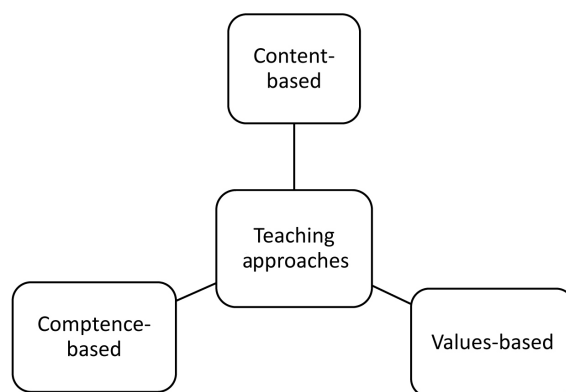 Content-
based
Teaching
approaches
Comptence-
based
Values-based